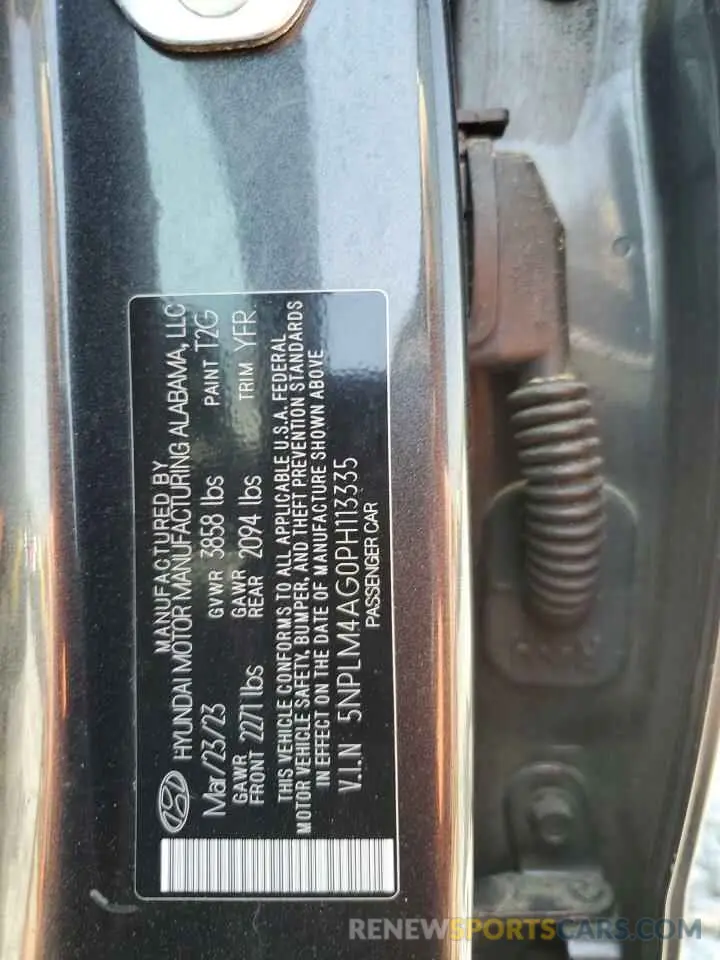 MANUFACTURED BY
HYUNDAI MOTOR MANUFACTURING ALABAMA, LLC
Mar/23/23 GVWR 3858 lbs PAINT T2G
GAWR FRONT 2271 lbs GAWR REAR 2094 lbs TRIM YFR
THIS VEHICLE CONFORMS TO ALL APPLICABLE U.S.A. FEDERAL
MOTOR VEHICLE SAFETY, BUMPER, AND THEFT PREVENTION STANDARDS
IN EFFECT ON THE DATE OF MANUFACTURE SHOWN ABOVE
V.I.N 5NPLM4AG0PH113335
PASSENGER CAR
RENEWSPORTSCARS.COM